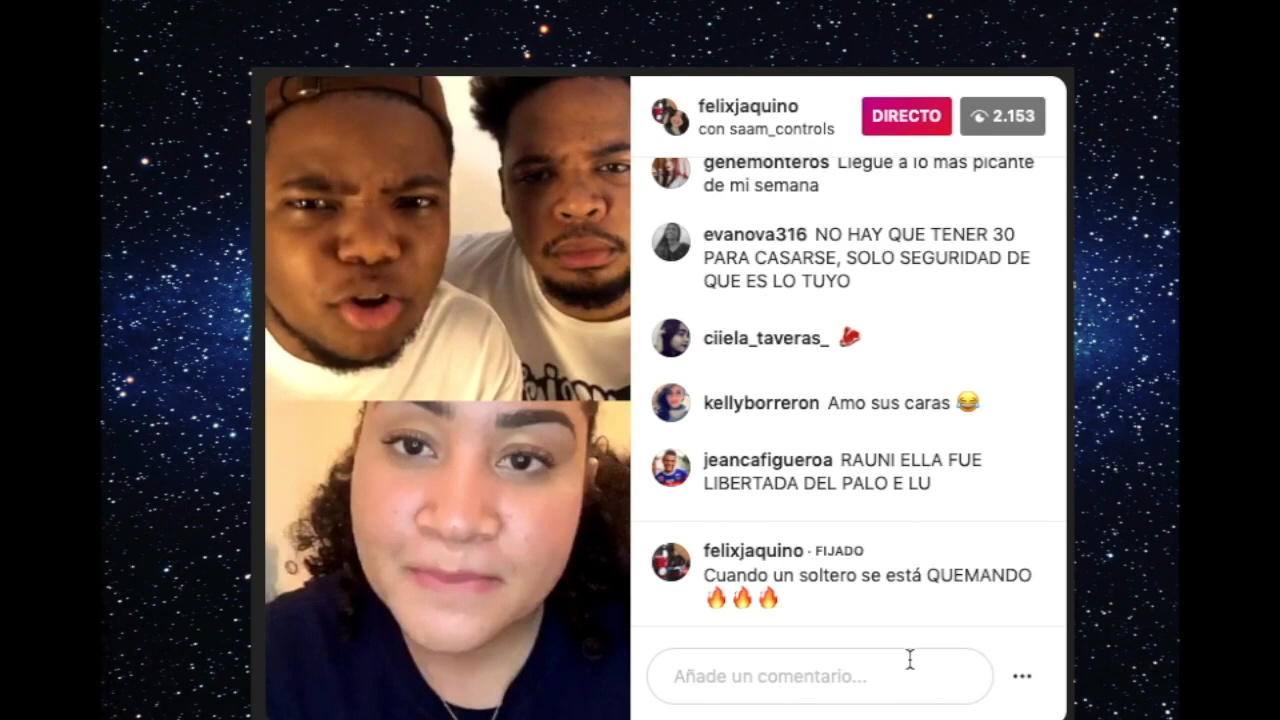 felixjaquino
con saam_controls
DIRECTO
2.153
genemonteros Llegue a lo mas picante
de mi semana
evanova316 NO HAY QUE TENER 30
PARA CASARSE, SOLO SEGURIDAD DE
QUE ES LO TUYO
ciiela_taveras_
kellyborreron Amo sus caras 😂
jeancafigueroa RAUNI ELLA FUE
LIBERTADA DEL PALO E LU
felixjaquino · FIJADO
Cuando un soltero se está QUEMANDO
🔥🔥🔥
Añade un comentario...